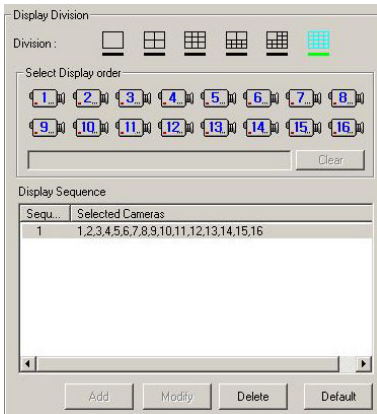 Display Division
Division :
Select Display order
1... 2... 3... 4... 5... 6... 7... 8...
9... 10... 11... 12... 13... 14... 15... 16...
Clear
Display Sequence
Sequ... Selected Cameras
1 1,2,3,4,5,6,7,8,9,10,11,12,13,14,15,16
Add Modify Delete Default